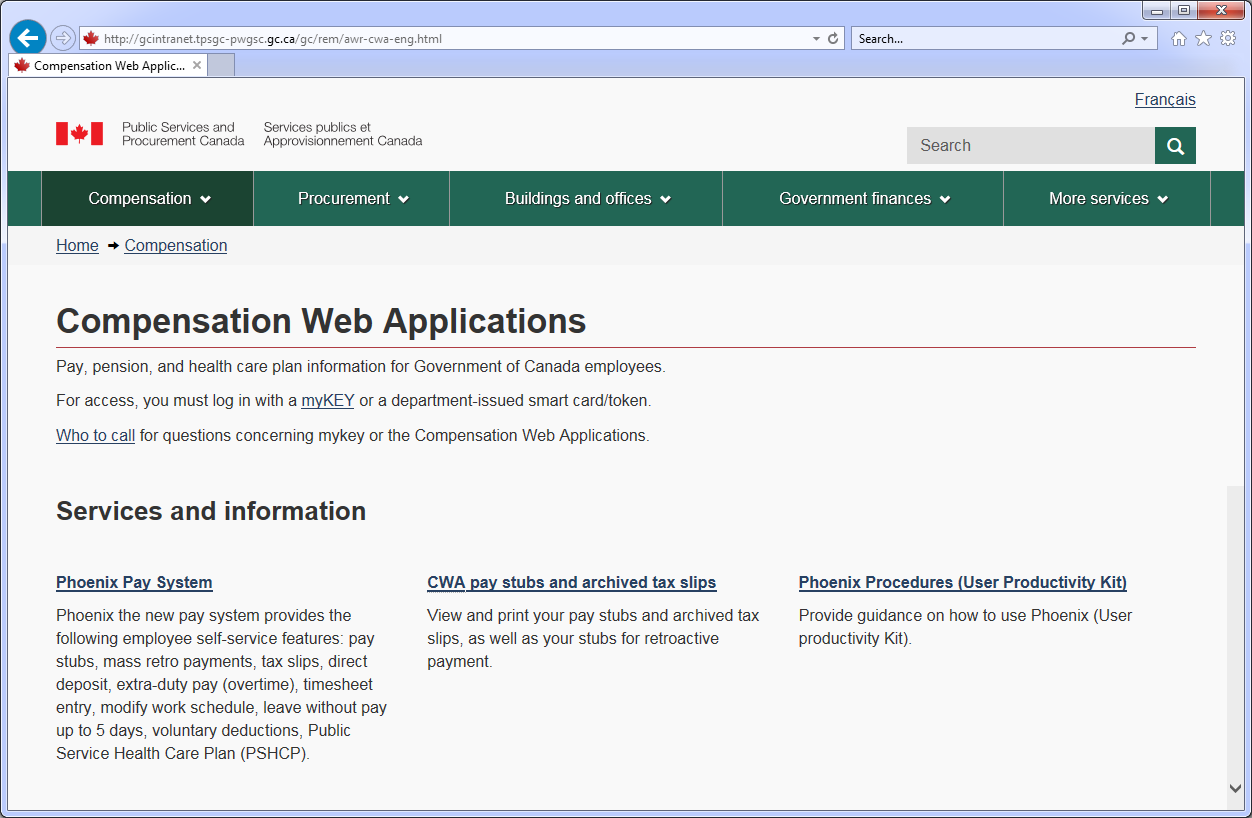 http://gcintranet.tpsgc-pwgsc.gc.ca/gc/rem/awr-cwa-eng.html
Search...
Compensation Web Applic...
Français
Public Services and
Procurement Canada
Services publics et
Approvisionnement Canada
Search
Compensation
Procurement
Buildings and offices
Government finances
More services
Home
Compensation
Compensation Web Applications
Pay, pension, and health care plan information for Government of Canada employees.
For access, you must log in with a myKEY or a department-issued smart card/token.
Who to call for questions concerning mykey or the Compensation Web Applications.
Services and information
Phoenix Pay System
Phoenix the new pay system provides the
following employee self-service features: pay
stubs, mass retro payments, tax slips, direct
deposit, extra-duty pay (overtime), timesheet
entry, modify work schedule, leave without pay
up to 5 days, voluntary deductions, Public
Service Health Care Plan (PSHCP).
CWA pay stubs and archived tax slips
View and print your pay stubs and archived tax
slips, as well as your stubs for retroactive
payment.
Phoenix Procedures (User Productivity Kit)
Provide guidance on how to use Phoenix (User
productivity Kit).